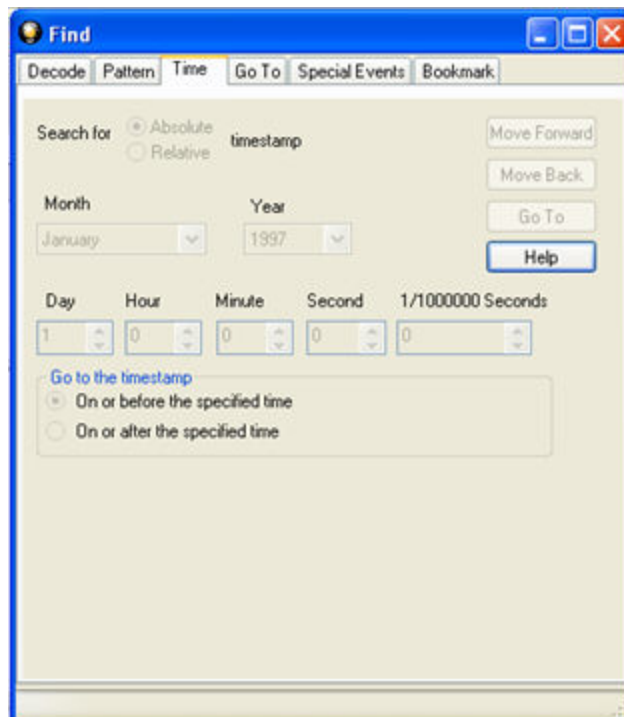 Find
Decode Pattern Time Go To Special Events Bookmark
Search for Absolute timestamp Move Forward
Relative
Move Back
Month Year Go To
January 1997
Help
Day Hour Minute Second 1/1000000 Seconds
1 0 0 0 0
Go to the timestamp
On or before the specified time
On or after the specified time